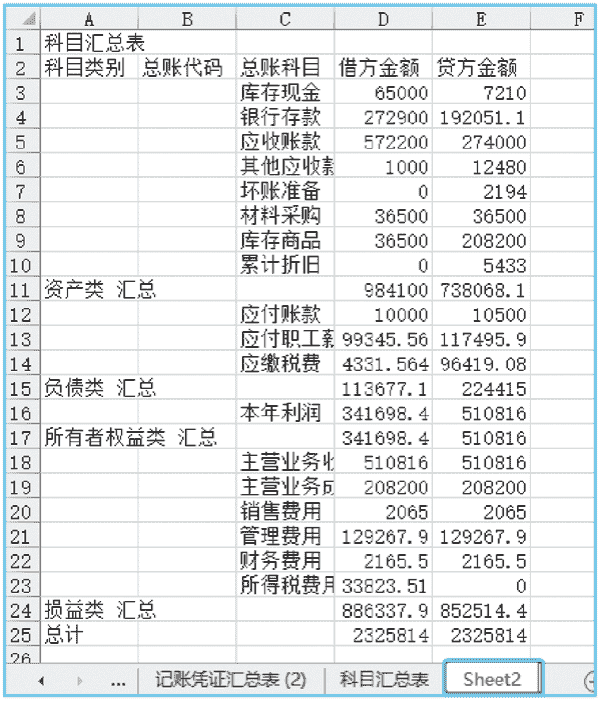 A B C D E F
1 科目汇总表
2 科目类别 总账代码 总账科目 借方金额 贷方金额
3 库存现金 65000 7210
4 银行存款 272900 192051.1
5 应收账款 572200 274000
6 其他应收款 1000 12480
7 坏账准备 0 2194
8 材料采购 36500 36500
9 库存商品 36500 208200
10 累计折旧 0 5433
11 资产类 汇总 984100 738068.1
12 应付账款 10000 10500
13 应付职工薪 99345.56 117495.9
14 应缴税费 4331.564 96419.08
15 负债类 汇总 113677.1 224415
16 本年利润 341698.4 510816
17 所有者权益类 汇总 341698.4 510816
18 主营业务收 510816 510816
19 主营业务成 208200 208200
20 销售费用 2065 2065
21 管理费用 129267.9 129267.9
22 财务费用 2165.5 2165.5
23 所得税费用 33823.51 0
24 损益类 汇总 886337.9 852514.4
25 总计 2325814 2325814
26
... 记账凭证汇总表 (2) 科目汇总表 Sheet2